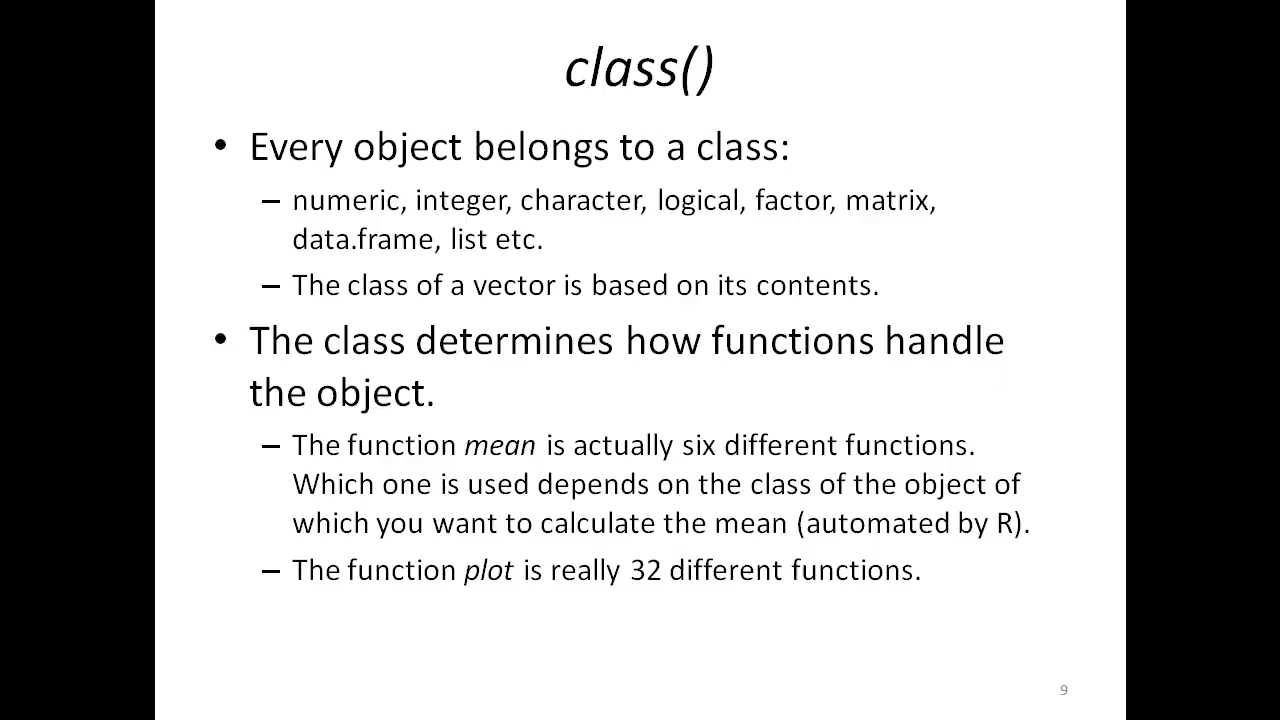 class()
• Every object belongs to a class:
– numeric, integer, character, logical, factor, matrix,
data.frame, list etc.
– The class of a vector is based on its contents.
• The class determines how functions handle
the object.
– The function mean is actually six different functions.
Which one is used depends on the class of the object of
which you want to calculate the mean (automated by R).
– The function plot is really 32 different functions.
9